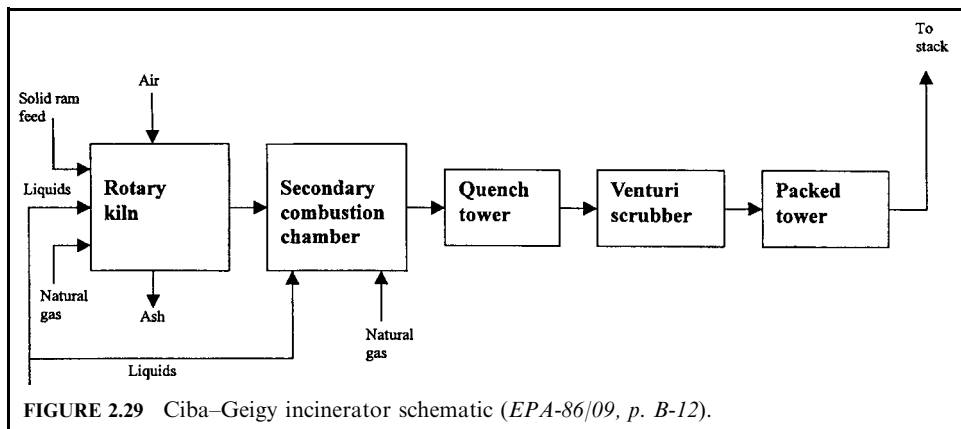 To
stack
Air
Solid ram
feed
Liquids
Rotary
kiln
Secondary
combustion
chamber
Quench
tower
Venturi
scrubber
Packed
tower
Natural
gas
Ash
Natural
gas
Liquids
FIGURE 2.29 Ciba–Geigy incinerator schematic (EPA-86/09, p. B-12).